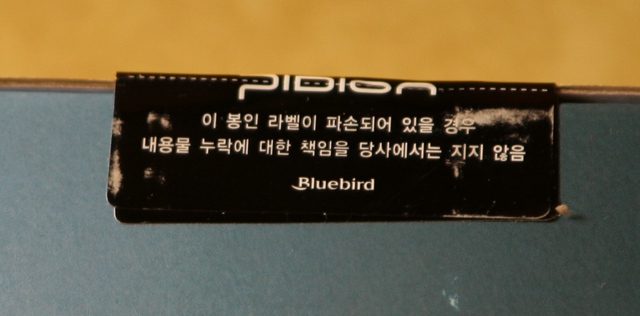 PIDION
이 봉인 라벨이 파손되어 있을 경우
내용물 누락에 대한 책임을 당사에서는 지지 않음
Bluebird